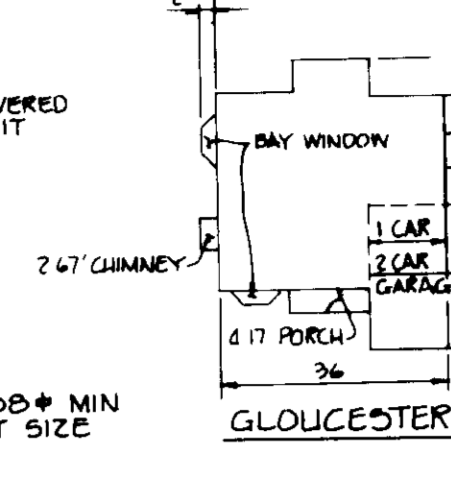 VERED
IT
BAY WINDOW
1 CAR
2 CAR
GARAG
2 67' CHIMNEY
4 17 PORCH
36
08 MIN
T SIZE
GLOUCESTER